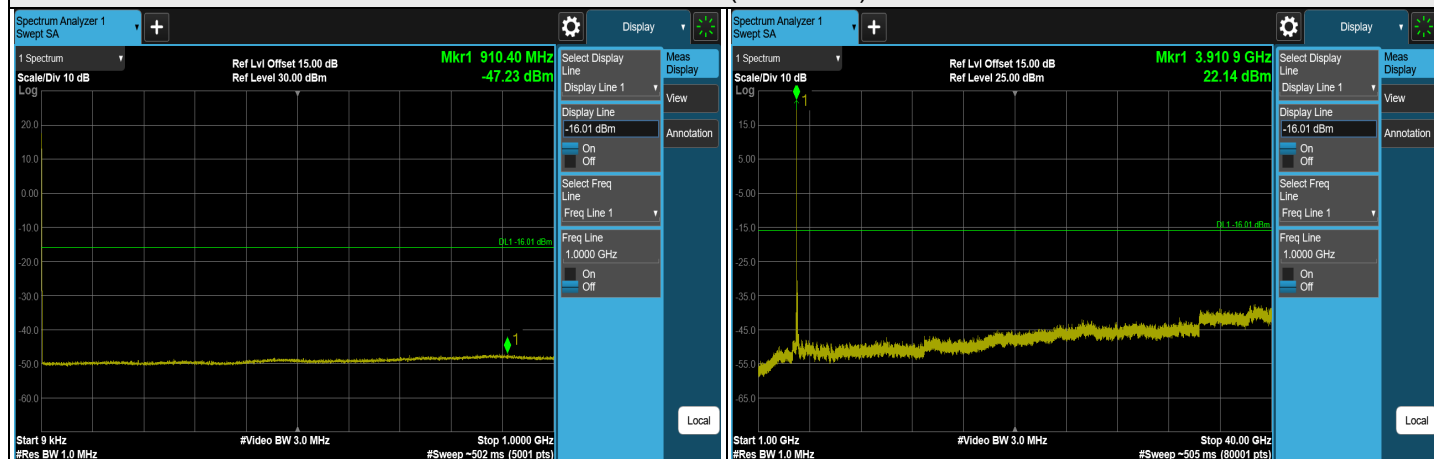 Spectrum Analyzer 1
Swept SA
+
Display
1 Spectrum
Scale/Div 10 dB
Log
Ref Lvl Offset 15.00 dB
Ref Level 30.00 dBm
Mkr1 910.40 MHz
-47.23 dBm
20.0
10.0
0.00
-10.0
-20.0
-30.0
-40.0
-50.0
-60.0
DL1 -16.01 dBm
1
Start 9 kHz
#Res BW 1.0 MHz
#Video BW 3.0 MHz
Stop 1.0000 GHz
#Sweep ~502 ms (5001 pts)
Select Display
Line
Display Line 1
Display Line
-16.01 dBm
On
Off
Select Freq
Line
Freq Line 1
Freq Line
1.0000 GHz
On
Off
Meas
Display
View
Annotation
Local
Spectrum Analyzer 1
Swept SA
+
Display
1 Spectrum
Scale/Div 10 dB
Log
Ref Lvl Offset 15.00 dB
Ref Level 25.00 dBm
Mkr1 3.910 9 GHz
22.14 dBm
1
15.0
5.00
-5.00
-15.0
-25.0
-35.0
-45.0
-55.0
-65.0
DL1 -16.01 dBm
Start 1.00 GHz
#Res BW 1.0 MHz
#Video BW 3.0 MHz
Stop 40.00 GHz
#Sweep ~505 ms (80001 pts)
Select Display
Line
Display Line 1
Display Line
-16.01 dBm
On
Off
Select Freq
Line
Freq Line 1
Freq Line
1.0000 GHz
On
Off
Meas
Display
View
Annotation
Local